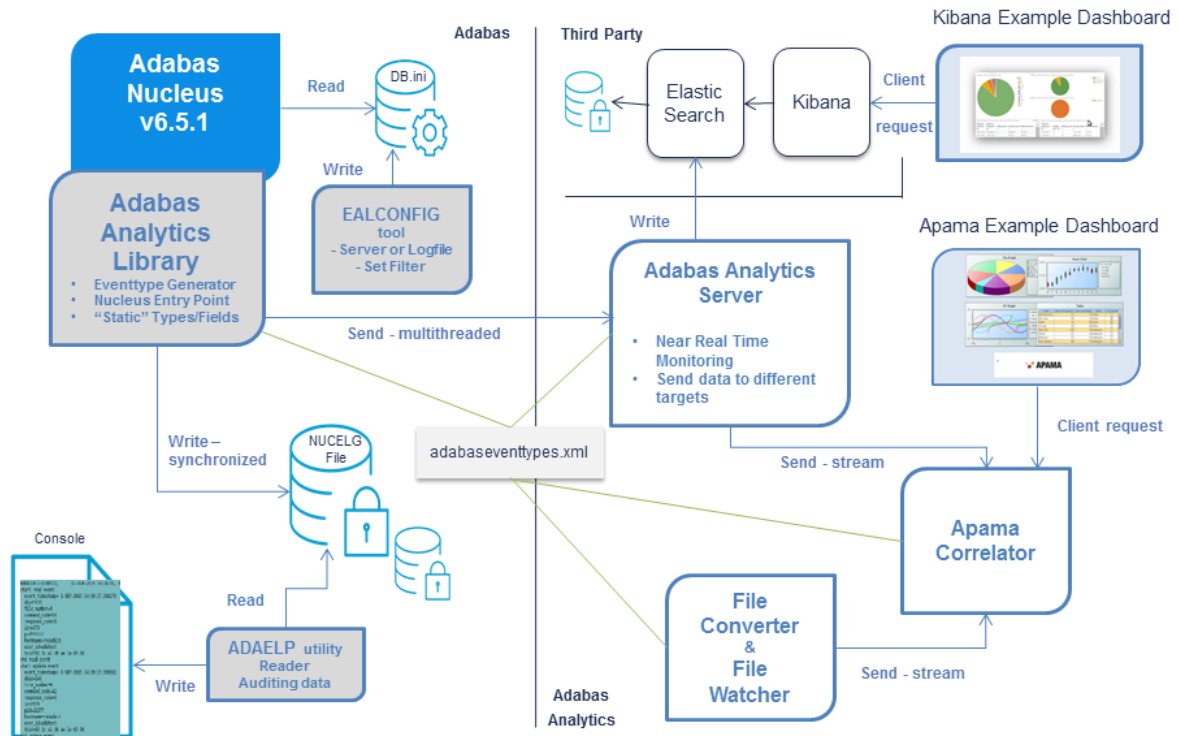 Adabas
Third Party
Kibana Example Dashboard
Adabas
Nucleus
v6.5.1
Read
DB.ini
Elastic
Search
Kibana
Client
request
Write
Adabas
Analytics
Library
• Eventtype Generator
• Nucleus Entry Point
• “Static” Types/Fields
EALCONFIG
tool
- Server or Logfile
- Set Filter
Write
Apama Example Dashboard
Adabas Analytics
Server
• Near Real Time
Monitoring
• Send data to different
targets
Send - multithreaded
APAMA
Write –
synchronized
NUCELG
File
adabaseventtypes.xml
Send - stream
Client request
Apama
Correlator
Console
Read
ADAELP utility
Reader
Auditing data
Write
File
Converter
&
File
Watcher
Send - stream
Adabas
Analytics